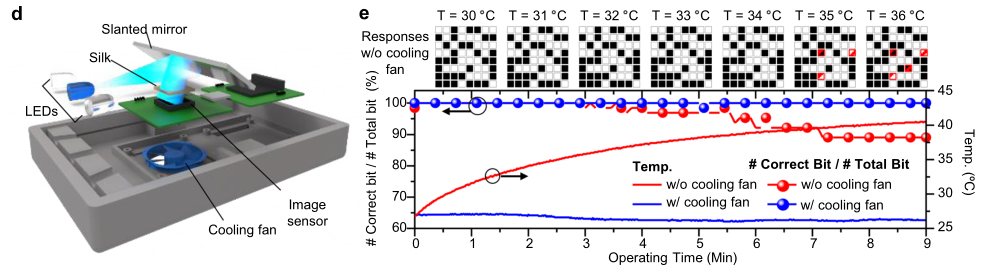 d
Slanted mirror
Silk
LEDs
Image
sensor
Cooling fan
e
T = 30 °C T = 31 °C T = 32 °C T = 33 °C T = 34 °C T = 35 °C T = 36 °C
Responses
w/o cooling
fan
# Correct bit / # Total bit (%)
100
90
80
70
60
45
40
35
30
25
Temp. (ºC)
Temp.
w/o cooling fan
w/ cooling fan
# Correct Bit / # Total Bit
w/o cooling fan
w/ cooling fan
0 1 2 3 4 5 6 7 8 9
Operating Time (Min)